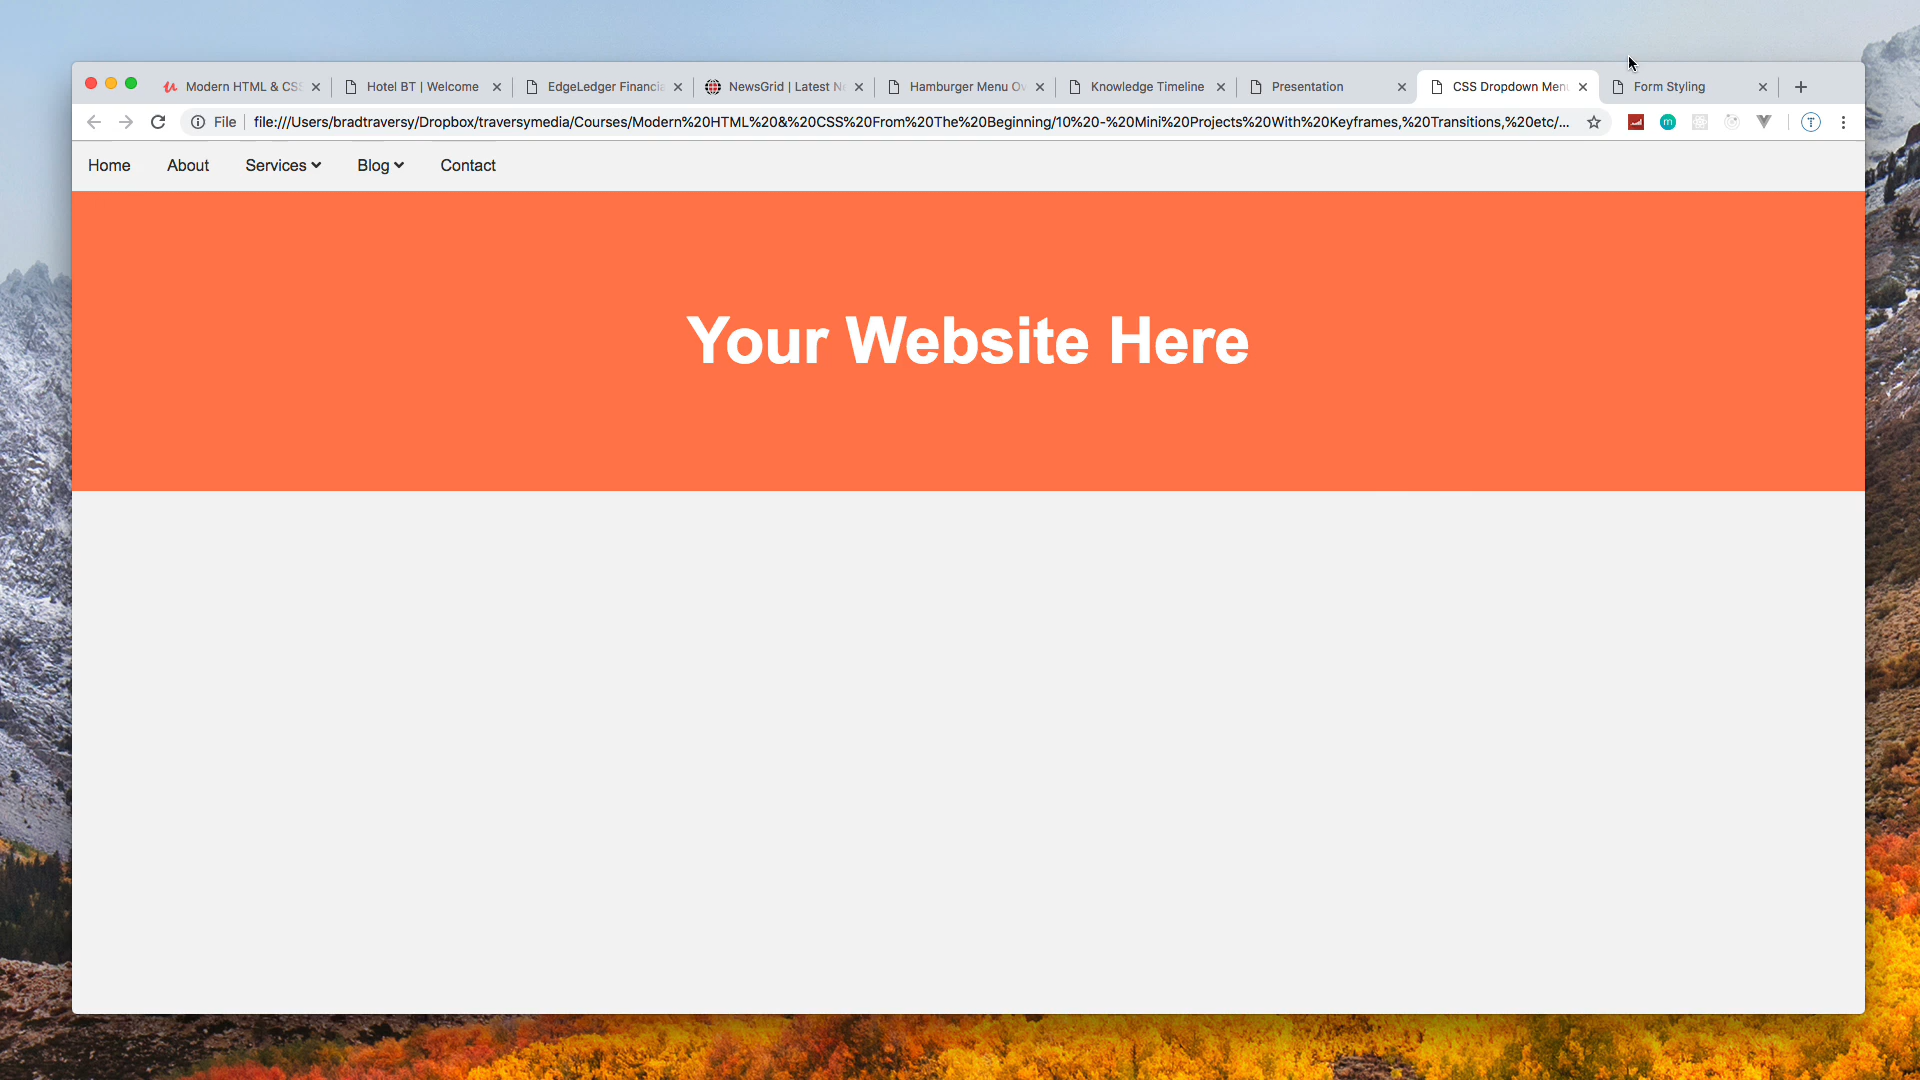 Modern HTML & CSS
Hotel BT | Welcome
EdgeLedger Financia
NewsGrid | Latest Ne
Hamburger Menu Ov
Knowledge Timeline
Presentation
CSS Dropdown Menu
Form Styling
File
file:///Users/bradtraversy/Dropbox/traversymedia/Courses/Modern%20HTML%20&%20CSS%20From%20The%20Beginning/10%20-%20Mini%20Projects%20With%20Keyframes,%20Transitions,%20etc/...
m
T
Home About Services Blog Contact
Your Website Here